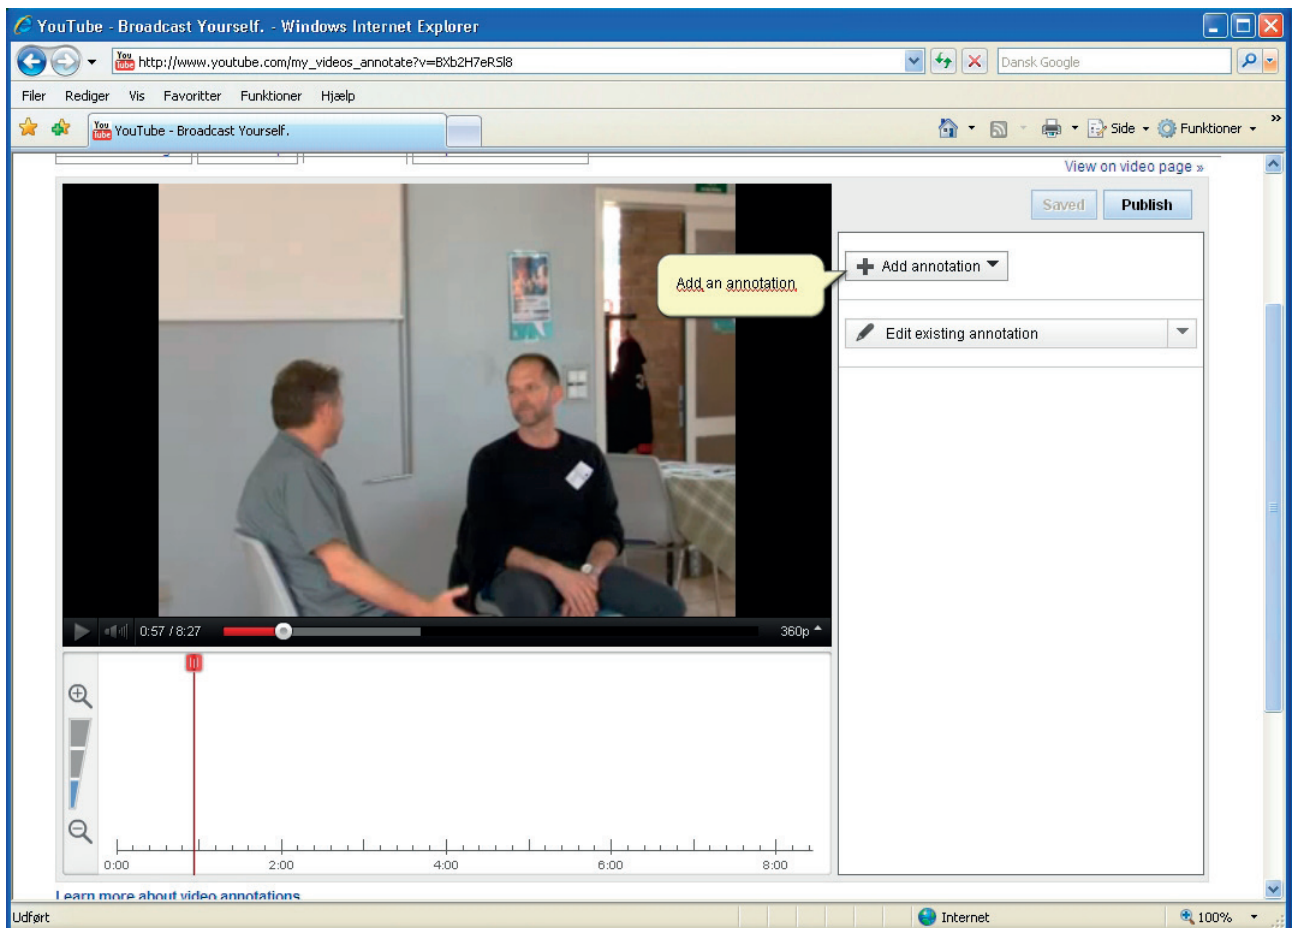 YouTube - Broadcast Yourself. - Windows Internet Explorer
http://www.youtube.com/my_videos_annotate?v=BXb2H7eRSl8
Dansk Google
Filer Rediger Vis Favoritter Funktioner Hjælp
YouTube - Broadcast Yourself.
Side
Funktioner
View on video page »
Saved
Publish
Add an annotation
Add annotation
Edit existing annotation
0:57 / 8:27
360p
0:00 2:00 4:00 6:00 8:00
Learn more about video annotations
Udført
Internet
100%